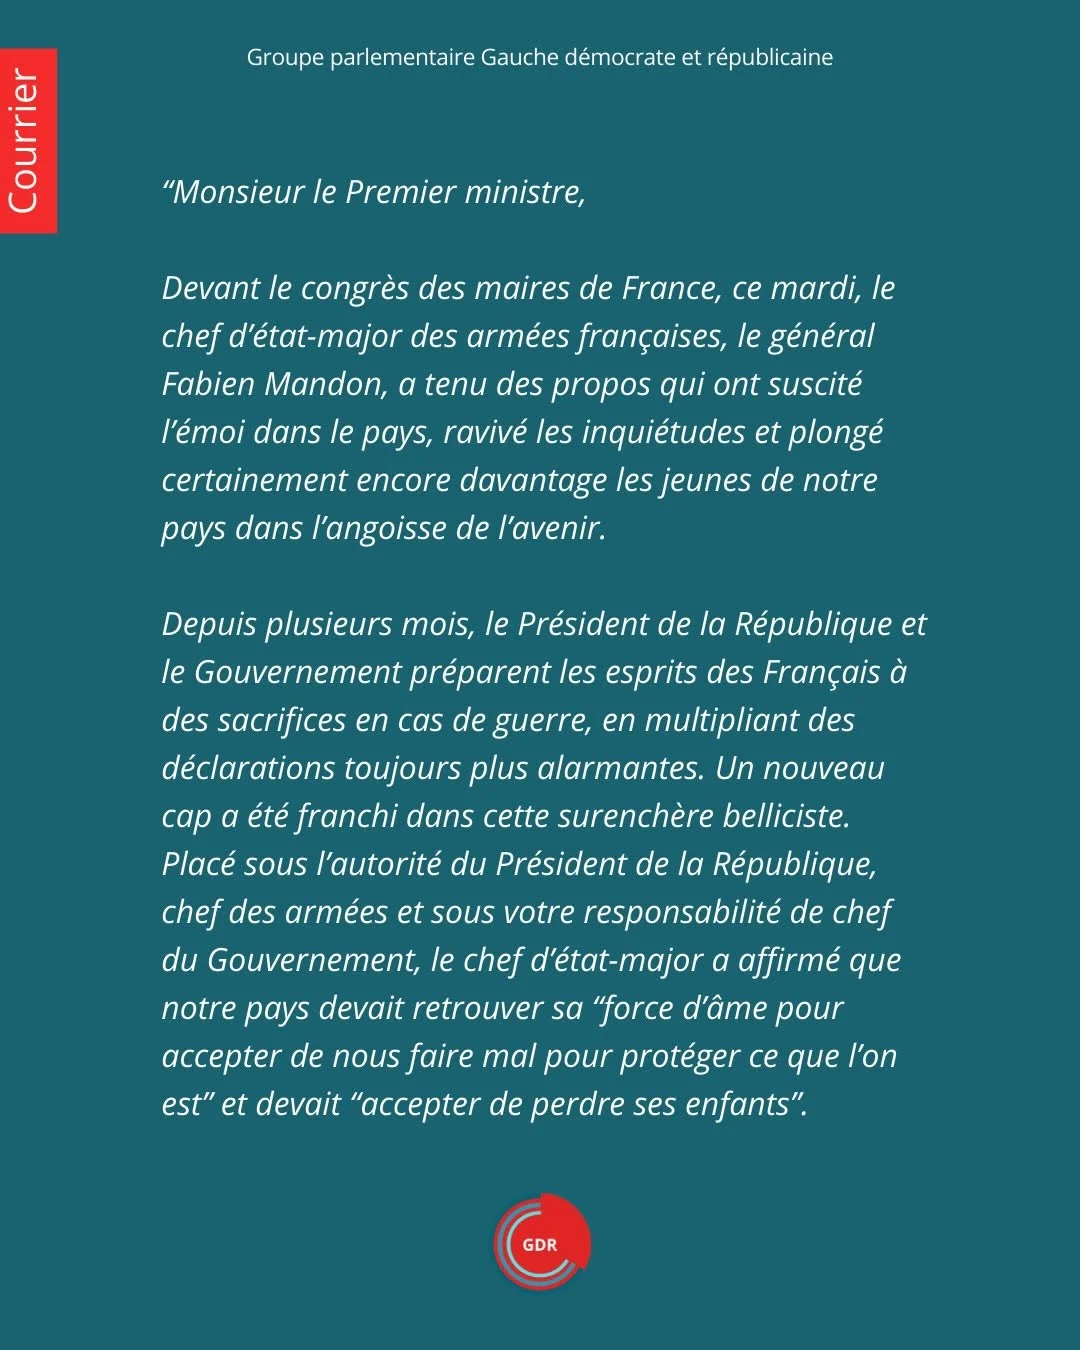 Groupe parlementaire Gauche démocrate et républicaine
Courrier
“Monsieur le Premier ministre,
Devant le congrès des maires de France, ce mardi, le
chef d’état-major des armées françaises, le général
Fabien Mandon, a tenu des propos qui ont suscité
l’émoi dans le pays, ravivé les inquiétudes et plongé
certainement encore davantage les jeunes de notre
pays dans l’angoisse de l’avenir.
Depuis plusieurs mois, le Président de la République et
le Gouvernement préparent les esprits des Français à
des sacrifices en cas de guerre, en multipliant des
déclarations toujours plus alarmantes. Un nouveau
cap a été franchi dans cette surenchère belliciste.
Placé sous l’autorité du Président de la République,
chef des armées et sous votre responsabilité de chef
du Gouvernement, le chef d’état-major a affirmé que
notre pays devait retrouver sa “force d’âme pour
accepter de nous faire mal pour protéger ce que l’on
est” et devait “accepter de perdre ses enfants”.
GDR